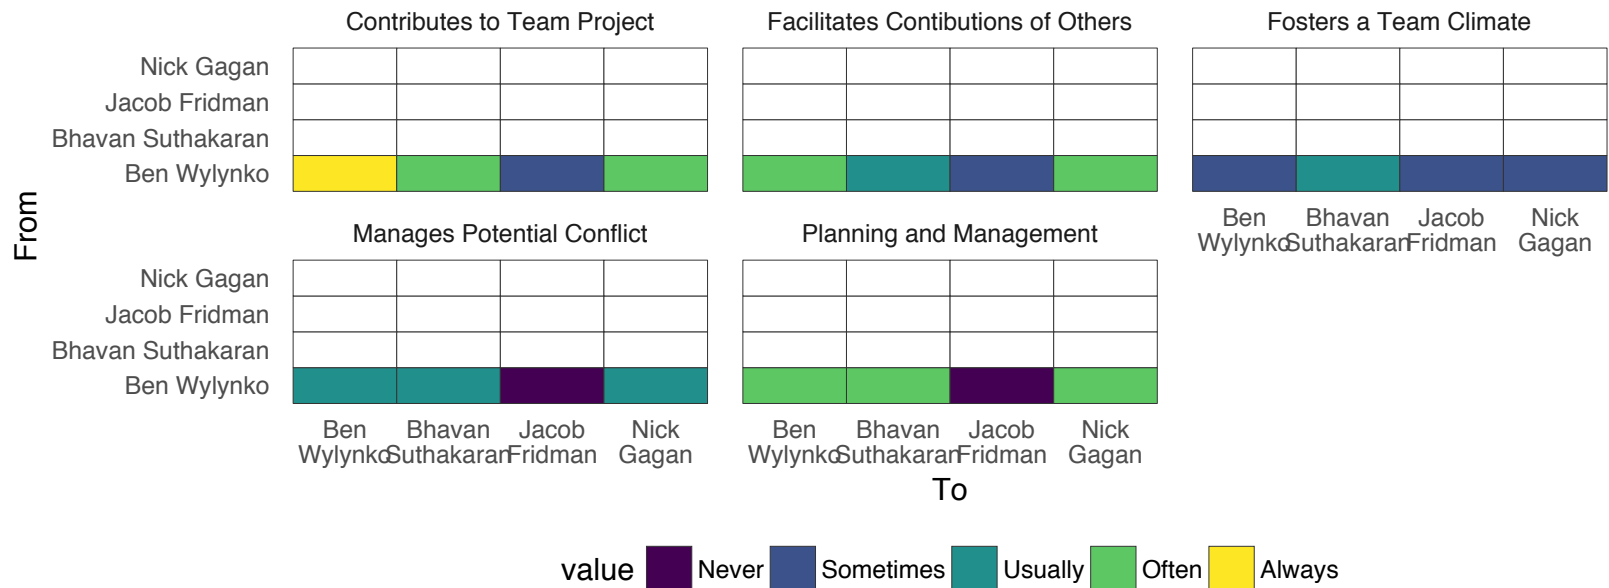 Contributes to Team Project
Facilitates Contibutions of Others
Fosters a Team Climate
Nick Gagan
Jacob Fridman
Bhavan Suthakaran
Ben Wylynko
From
Ben Wylynko
Bhavan Suthakaran
Jacob Fridman
Nick Gagan
Manages Potential Conflict
Planning and Management
Nick Gagan
Jacob Fridman
Bhavan Suthakaran
Ben Wylynko
Ben Wylynko
Bhavan Suthakaran
Jacob Fridman
Nick Gagan
Ben Wylynko
Bhavan Suthakaran
Jacob Fridman
Nick Gagan
To
value Never Sometimes Usually Often Always